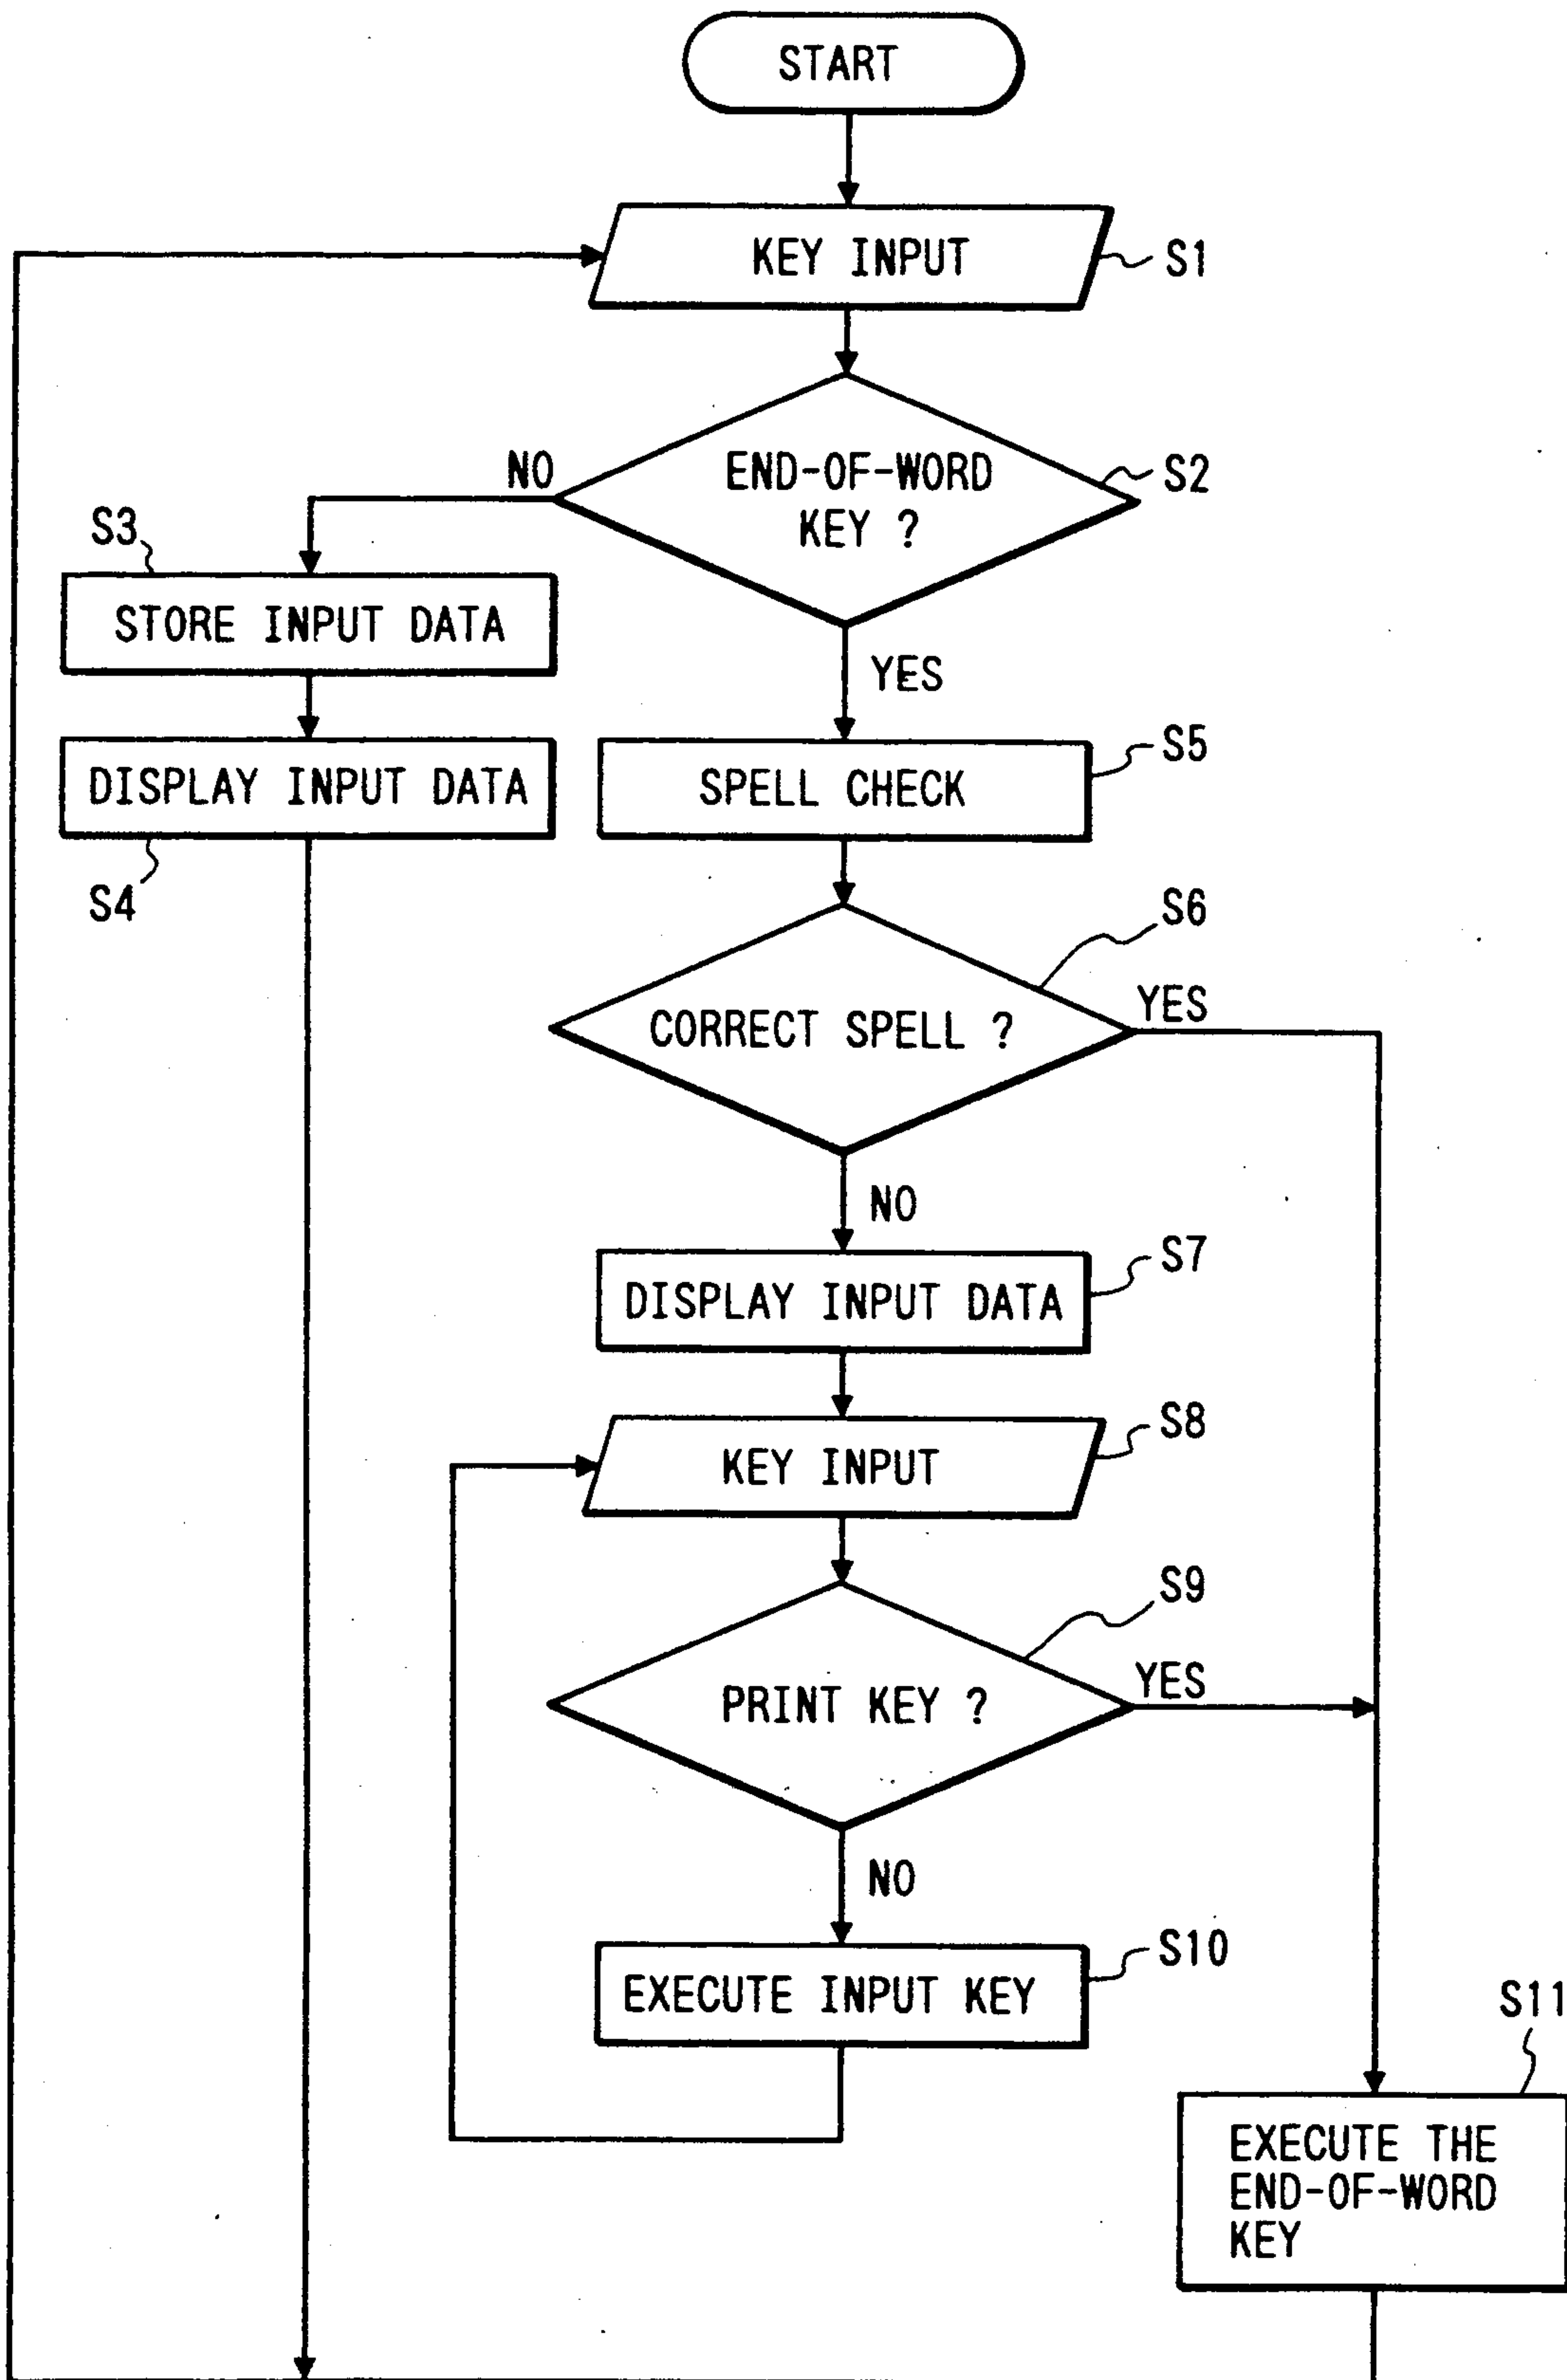 START
KEY INPUT
S1
END-OF-WORD
KEY ?
S2
NO
YES
S3
STORE INPUT DATA
DISPLAY INPUT DATA
S4
SPELL CHECK
S5
CORRECT SPELL ?
S6
YES
NO
DISPLAY INPUT DATA
S7
KEY INPUT
S8
PRINT KEY ?
S9
YES
NO
EXECUTE INPUT KEY
S10
S11
EXECUTE THE
END-OF-WORD
KEY